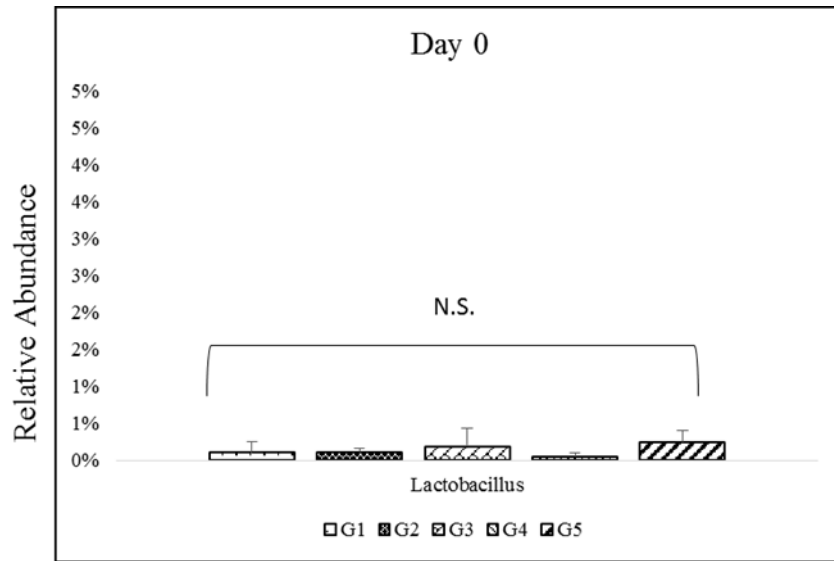 Day 0
5%
5%
4%
4%
3%
3%
2%
2%
1%
1%
0%
Relative Abundance
N.S.
Lactobacillus
G1 G2 G3 G4 G5